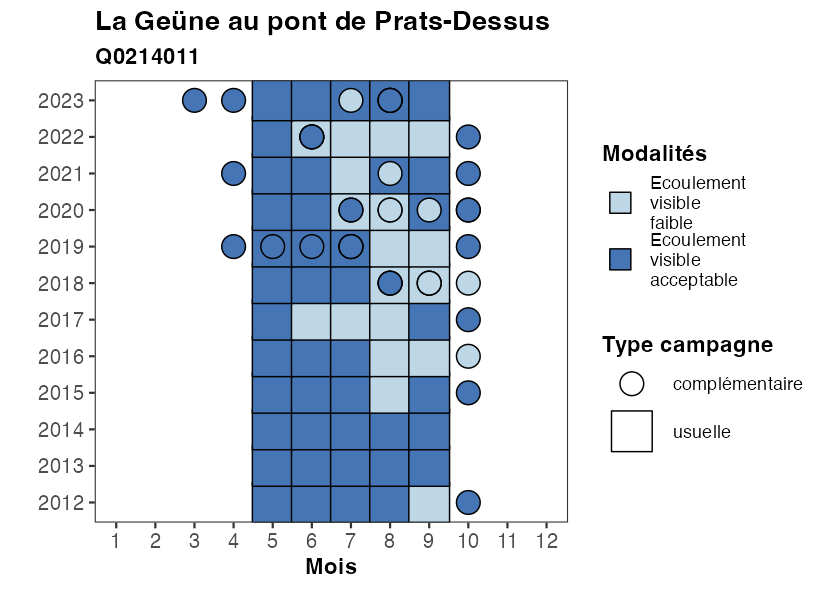 La Geüne au pont de Prats-Dessus
Q0214011
2023
2022
2021
2020
2019
2018
2017
2016
2015
2014
2013
2012
1 2 3 4 5 6 7 8 9 10 11 12
Mois
Modalités
Ecoulement
visible
faible
Ecoulement
visible
acceptable
Type campagne
complémentaire
usuelle